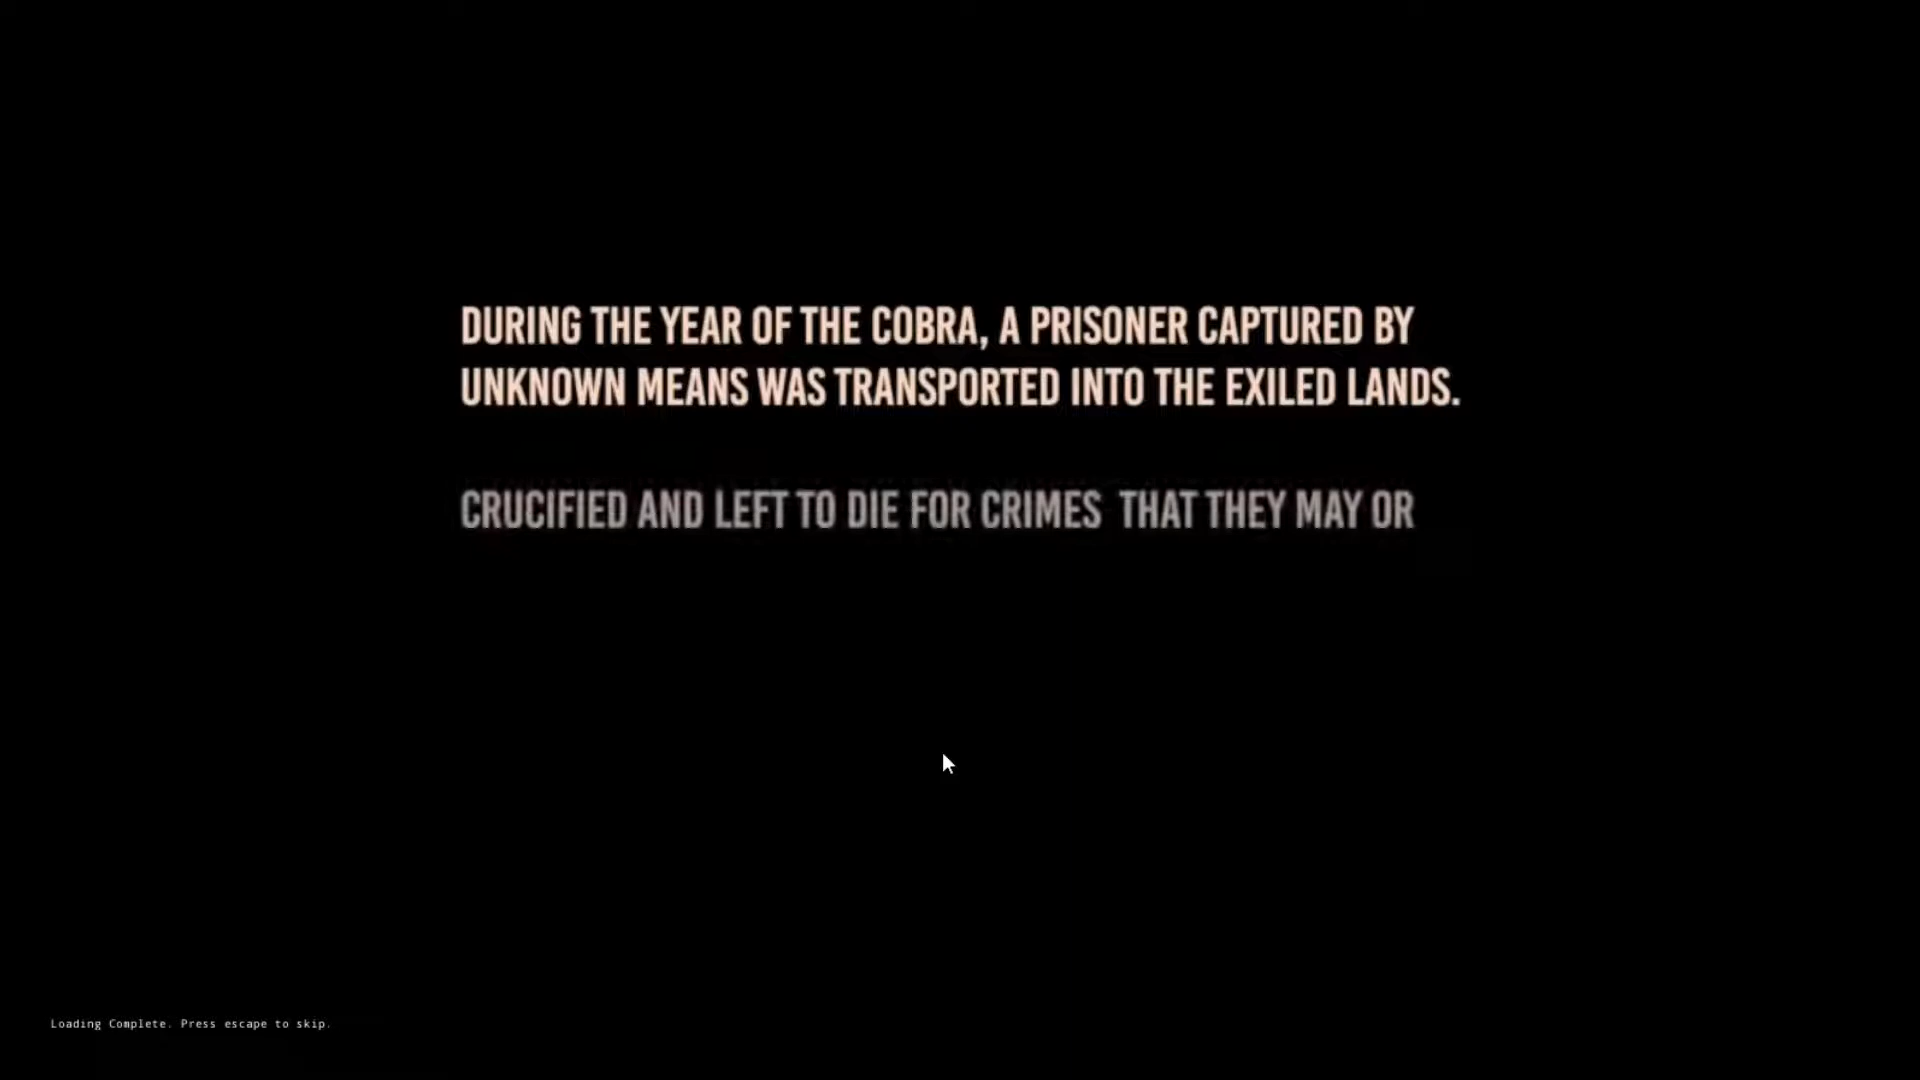 DURING THE YEAR OF THE COBRA, A PRISONER CAPTURED BY
UNKNOWN MEANS WAS TRANSPORTED INTO THE EXILED LANDS.
CRUCIFIED AND LEFT TO DIE FOR CRIMES THAT THEY MAY OR
Loading Complete. Press escape to skip.